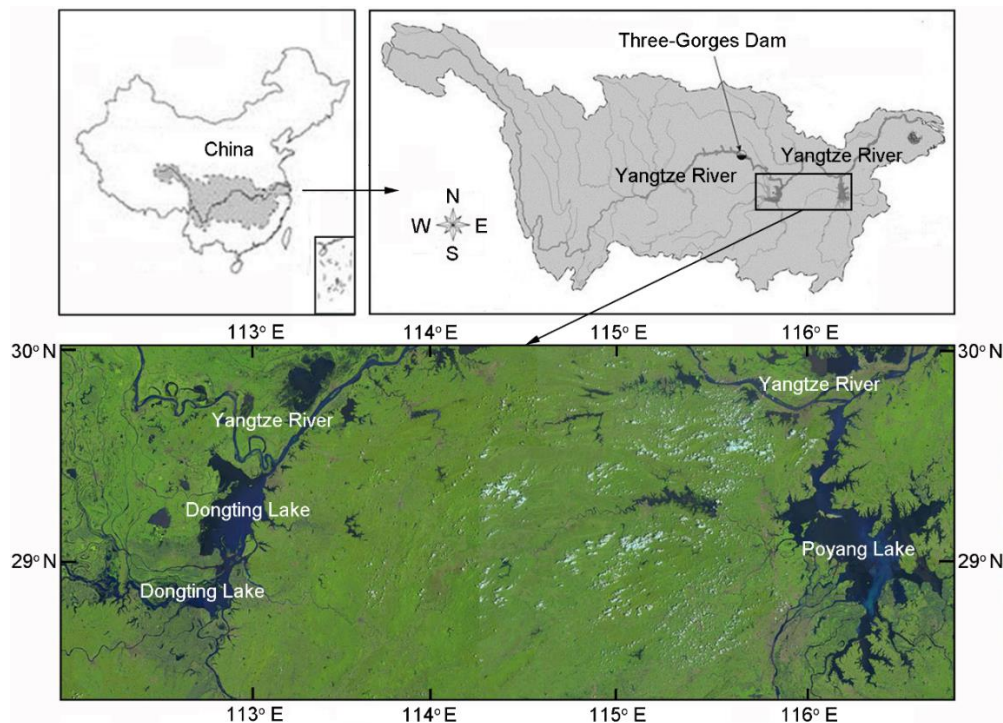 China
Three-Gorges Dam
Yangtze River
Yangtze River
N
W E
S
113°E 114°E 115°E 116°E
30°N
30°N
Yangtze River
Yangtze River
Dongting Lake
Poyang Lake
29°N
29°N
Dongting Lake
113°E 114°E 115°E 116°E